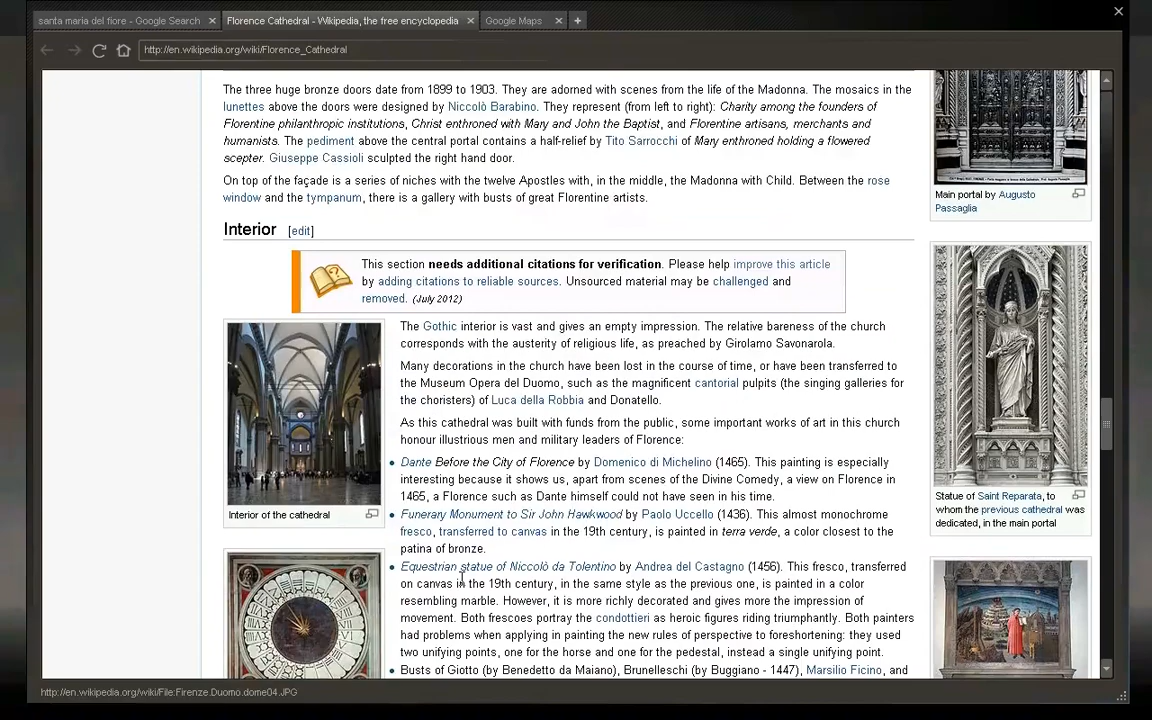 santa maria del fiore - Google Search
Florence Cathedral - Wikipedia, the free encyclopedia
Google Maps
http://en.wikipedia.org/wiki/Florence_Cathedral
The three huge bronze doors date from 1899 to 1903. They are adorned with scenes from the life of the Madonna. The mosaics in the
lunettes above the doors were designed by Niccolò Barabino. They represent (from left to right): Charity among the founders of
Florentine philanthropic institutions, Christ enthroned with Mary and John the Baptist, and Florentine artisans, merchants and
humanists. The pediment above the central portal contains a half-relief by Tito Sarrocchi of Mary enthroned holding a flowered
scepter. Giuseppe Cassioli sculpted the right hand door.
On top of the façade is a series of niches with the twelve Apostles with, in the middle, the Madonna with Child. Between the rose
window and the tympanum, there is a gallery with busts of great Florentine artists.
Interior [edit]
This section needs additional citations for verification. Please help improve this article
by adding citations to reliable sources. Unsourced material may be challenged and
removed. (July 2012)
The Gothic interior is vast and gives an empty impression. The relative bareness of the church
corresponds with the austerity of religious life, as preached by Girolamo Savonarola.
Many decorations in the church have been lost in the course of time, or have been transferred to
the Museum Opera del Duomo, such as the magnificent cantorial pulpits (the singing galleries for
the choristers) of Luca della Robbia and Donatello.
As this cathedral was built with funds from the public, some important works of art in this church
honour illustrious men and military leaders of Florence:
Dante Before the City of Florence by Domenico di Michelino (1465). This painting is especially
interesting because it shows us, apart from scenes of the Divine Comedy, a view on Florence in
1465, a Florence such as Dante himself could not have seen in his time.
Funerary Monument to Sir John Hawkwood by Paolo Uccello (1436). This almost monochrome
fresco, transferred to canvas in the 19th century, is painted in terra verde, a color closest to the
patina of bronze.
Equestrian statue of Niccolò da Tolentino by Andrea del Castagno (1456). This fresco, transferred
on canvas in the 19th century, in the same style as the previous one, is painted in a color
resembling marble. However, it is more richly decorated and gives more the impression of
movement. Both frescoes portray the condottieri as heroic figures riding triumphantly. Both painters
had problems when applying in painting the new rules of perspective to foreshortening: they used
two unifying points, one for the horse and one for the pedestal, instead a single unifying point.
Busts of Giotto (by Benedetto da Maiano), Brunelleschi (by Buggiano - 1447), Marsilio Ficino, and
Interior of the cathedral
Main portal by Augusto
Passaglia
Statue of Saint Reparata, to
whom the previous cathedral was
dedicated, in the main portal
http://en.wikipedia.org/wiki/File:Firenze.Duomo.dome04.JPG